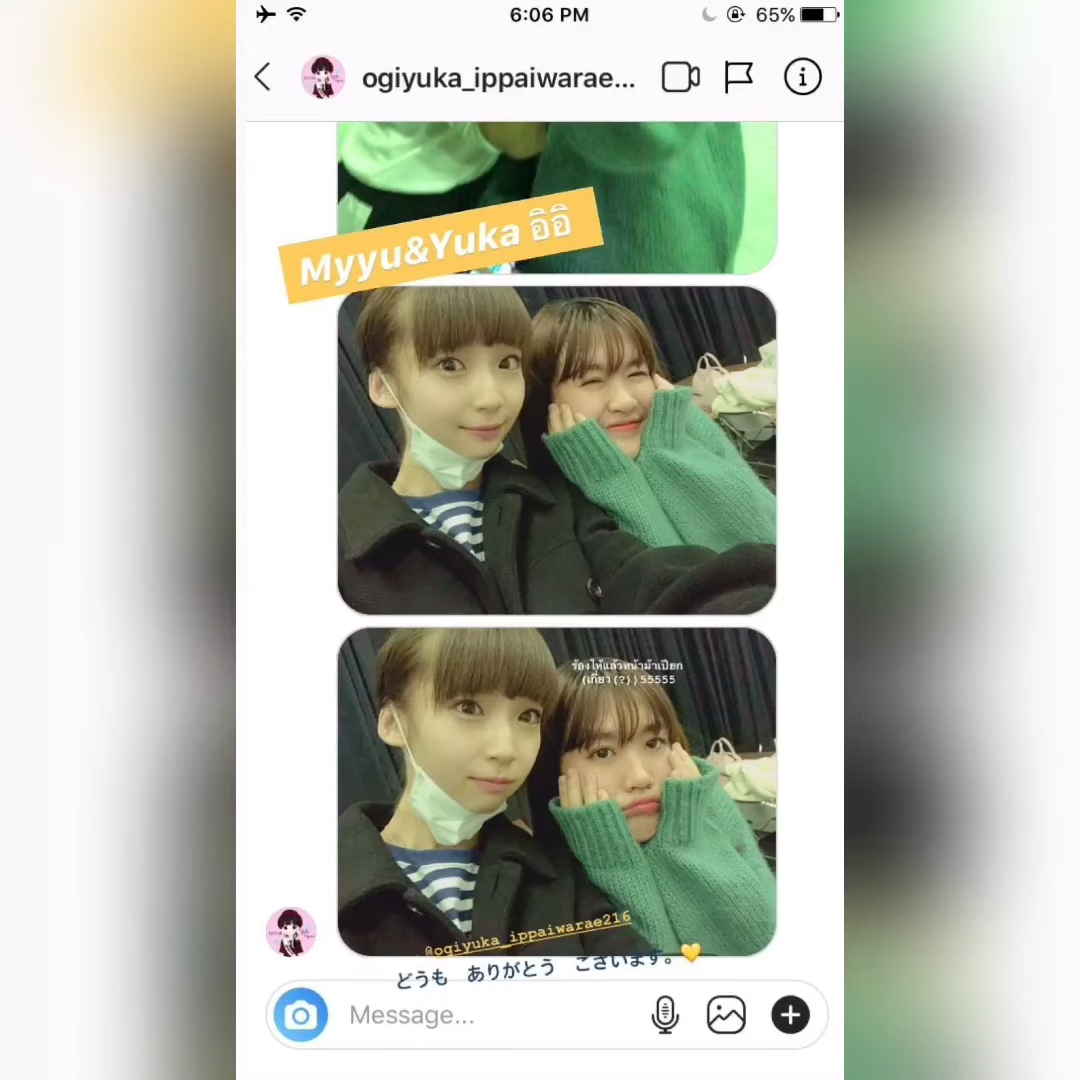 6:06 PM
65%
ogiyuka_ippaiwarae...
Myyu&Yuka อิอิ
ร้องไห้แล้วหน้าม้าเปียก
(เกี่ยว (?) ) 55555
@ogiyuka_ippaiwarae216
どうも ありがとう ございます。💛
Message...